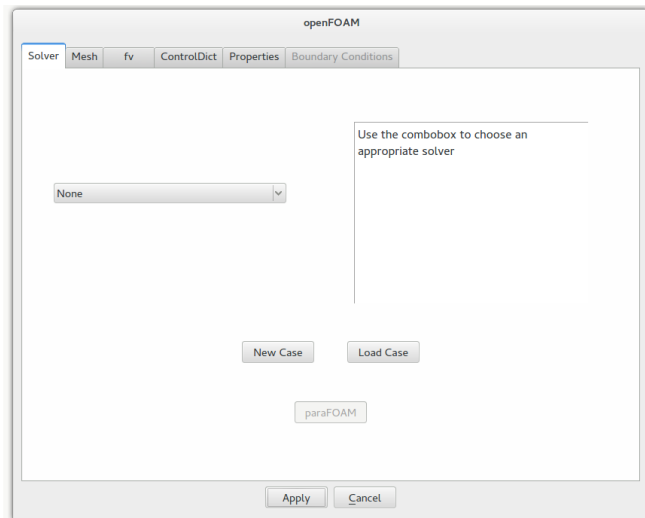 openFOAM
Solver Mesh fv ControlDict Properties Boundary Conditions
Use the combobox to choose an
appropriate solver
None
New Case Load Case
paraFOAM
Apply Cancel